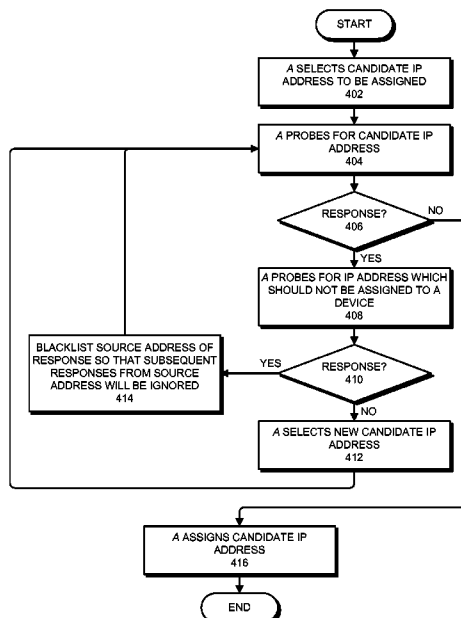 START
A SELECTS CANDIDATE IP
ADDRESS TO BE ASSIGNED
402
A PROBES FOR CANDIDATE IP
ADDRESS
404
RESPONSE?
406
NO
YES
A PROBES FOR IP ADDRESS WHICH
SHOULD NOT BE ASSIGNED TO A
DEVICE
408
BLACKLIST SOURCE ADDRESS OF
RESPONSE SO THAT SUBSEQUENT
RESPONSES FROM SOURCE
ADDRESS WILL BE IGNORED
414
YES
RESPONSE?
410
NO
A SELECTS NEW CANDIDATE IP
ADDRESS
412
A ASSIGNS CANDIDATE IP
ADDRESS
416
END